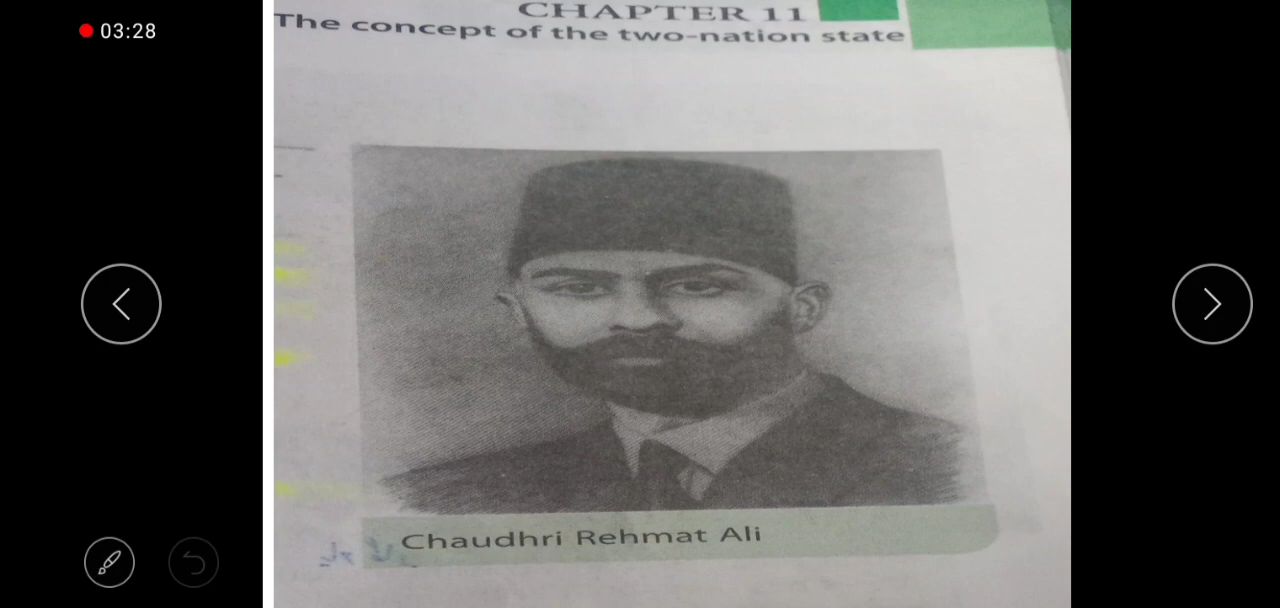 03:28
CHAPTER 11
The concept of the two-nation state
Chaudhri Rehmat Ali